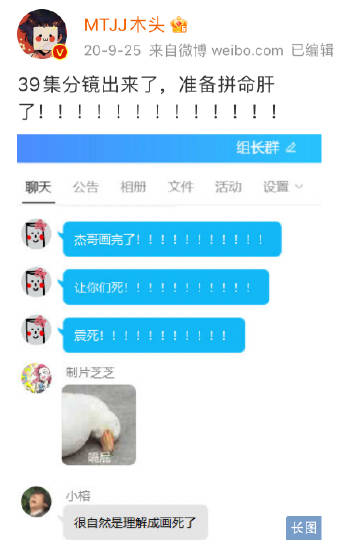 MTJJ木头
20-9-25 来自微博 weibo.com 已编辑
39集分镜出来了，准备拼命肝
了！！！！！！！！！！！！！
组长群
聊天 公告 相册 文件 活动 设置
杰哥画完了！！！！！！！！！！！
让你们死！！！！！！！！！！！
震死！！！！！！！！！！！
制片芝芝
小榕
很自然是理解成画死了
长图